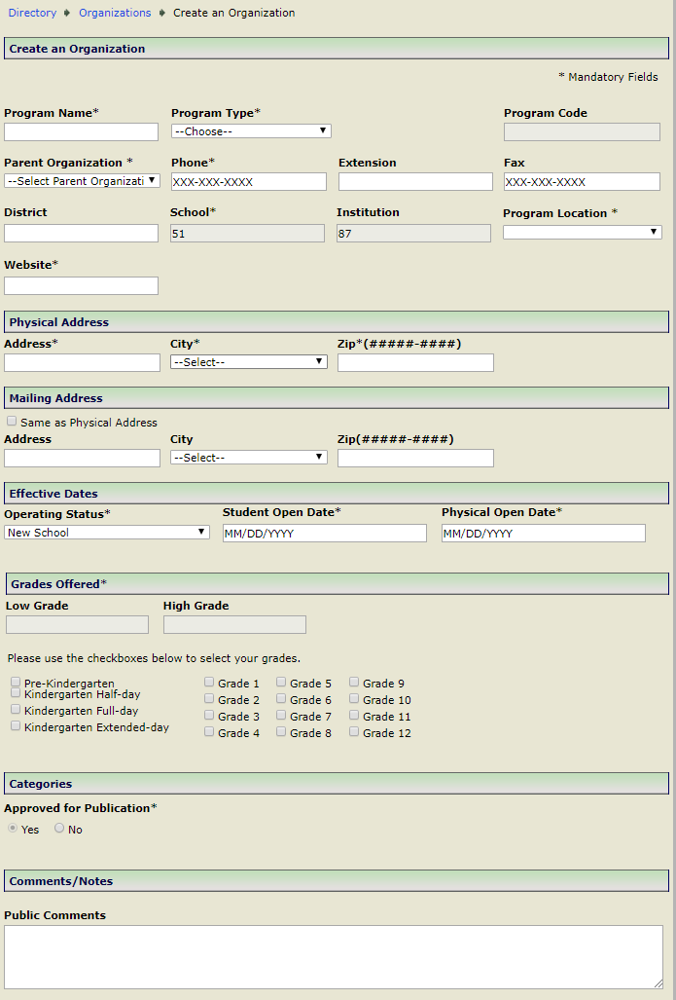 Directory Organizations Create an Organization
Create an Organization
* Mandatory Fields
Program Name* Program Type* Program Code
--Choose--
Parent Organization * Phone* Extension Fax
--Select Parent Organizati XXX-XXX-XXXX XXX-XXX-XXXX
District School* Institution Program Location *
51 87
Website*
Physical Address
Address* City* Zip*(#####-####)
--Select--
Mailing Address
Same as Physical Address
Address City Zip(#####-####)
--Select--
Effective Dates
Operating Status* Student Open Date* Physical Open Date*
New School MM/DD/YYYY MM/DD/YYYY
Grades Offered*
Low Grade High Grade
Please use the checkboxes below to select your grades.
Pre-Kindergarten Grade 1 Grade 5 Grade 9
Kindergarten Half-day Grade 2 Grade 6 Grade 10
Kindergarten Full-day Grade 3 Grade 7 Grade 11
Kindergarten Extended-day Grade 4 Grade 8 Grade 12
Categories
Approved for Publication*
Yes No
Comments/Notes
Public Comments